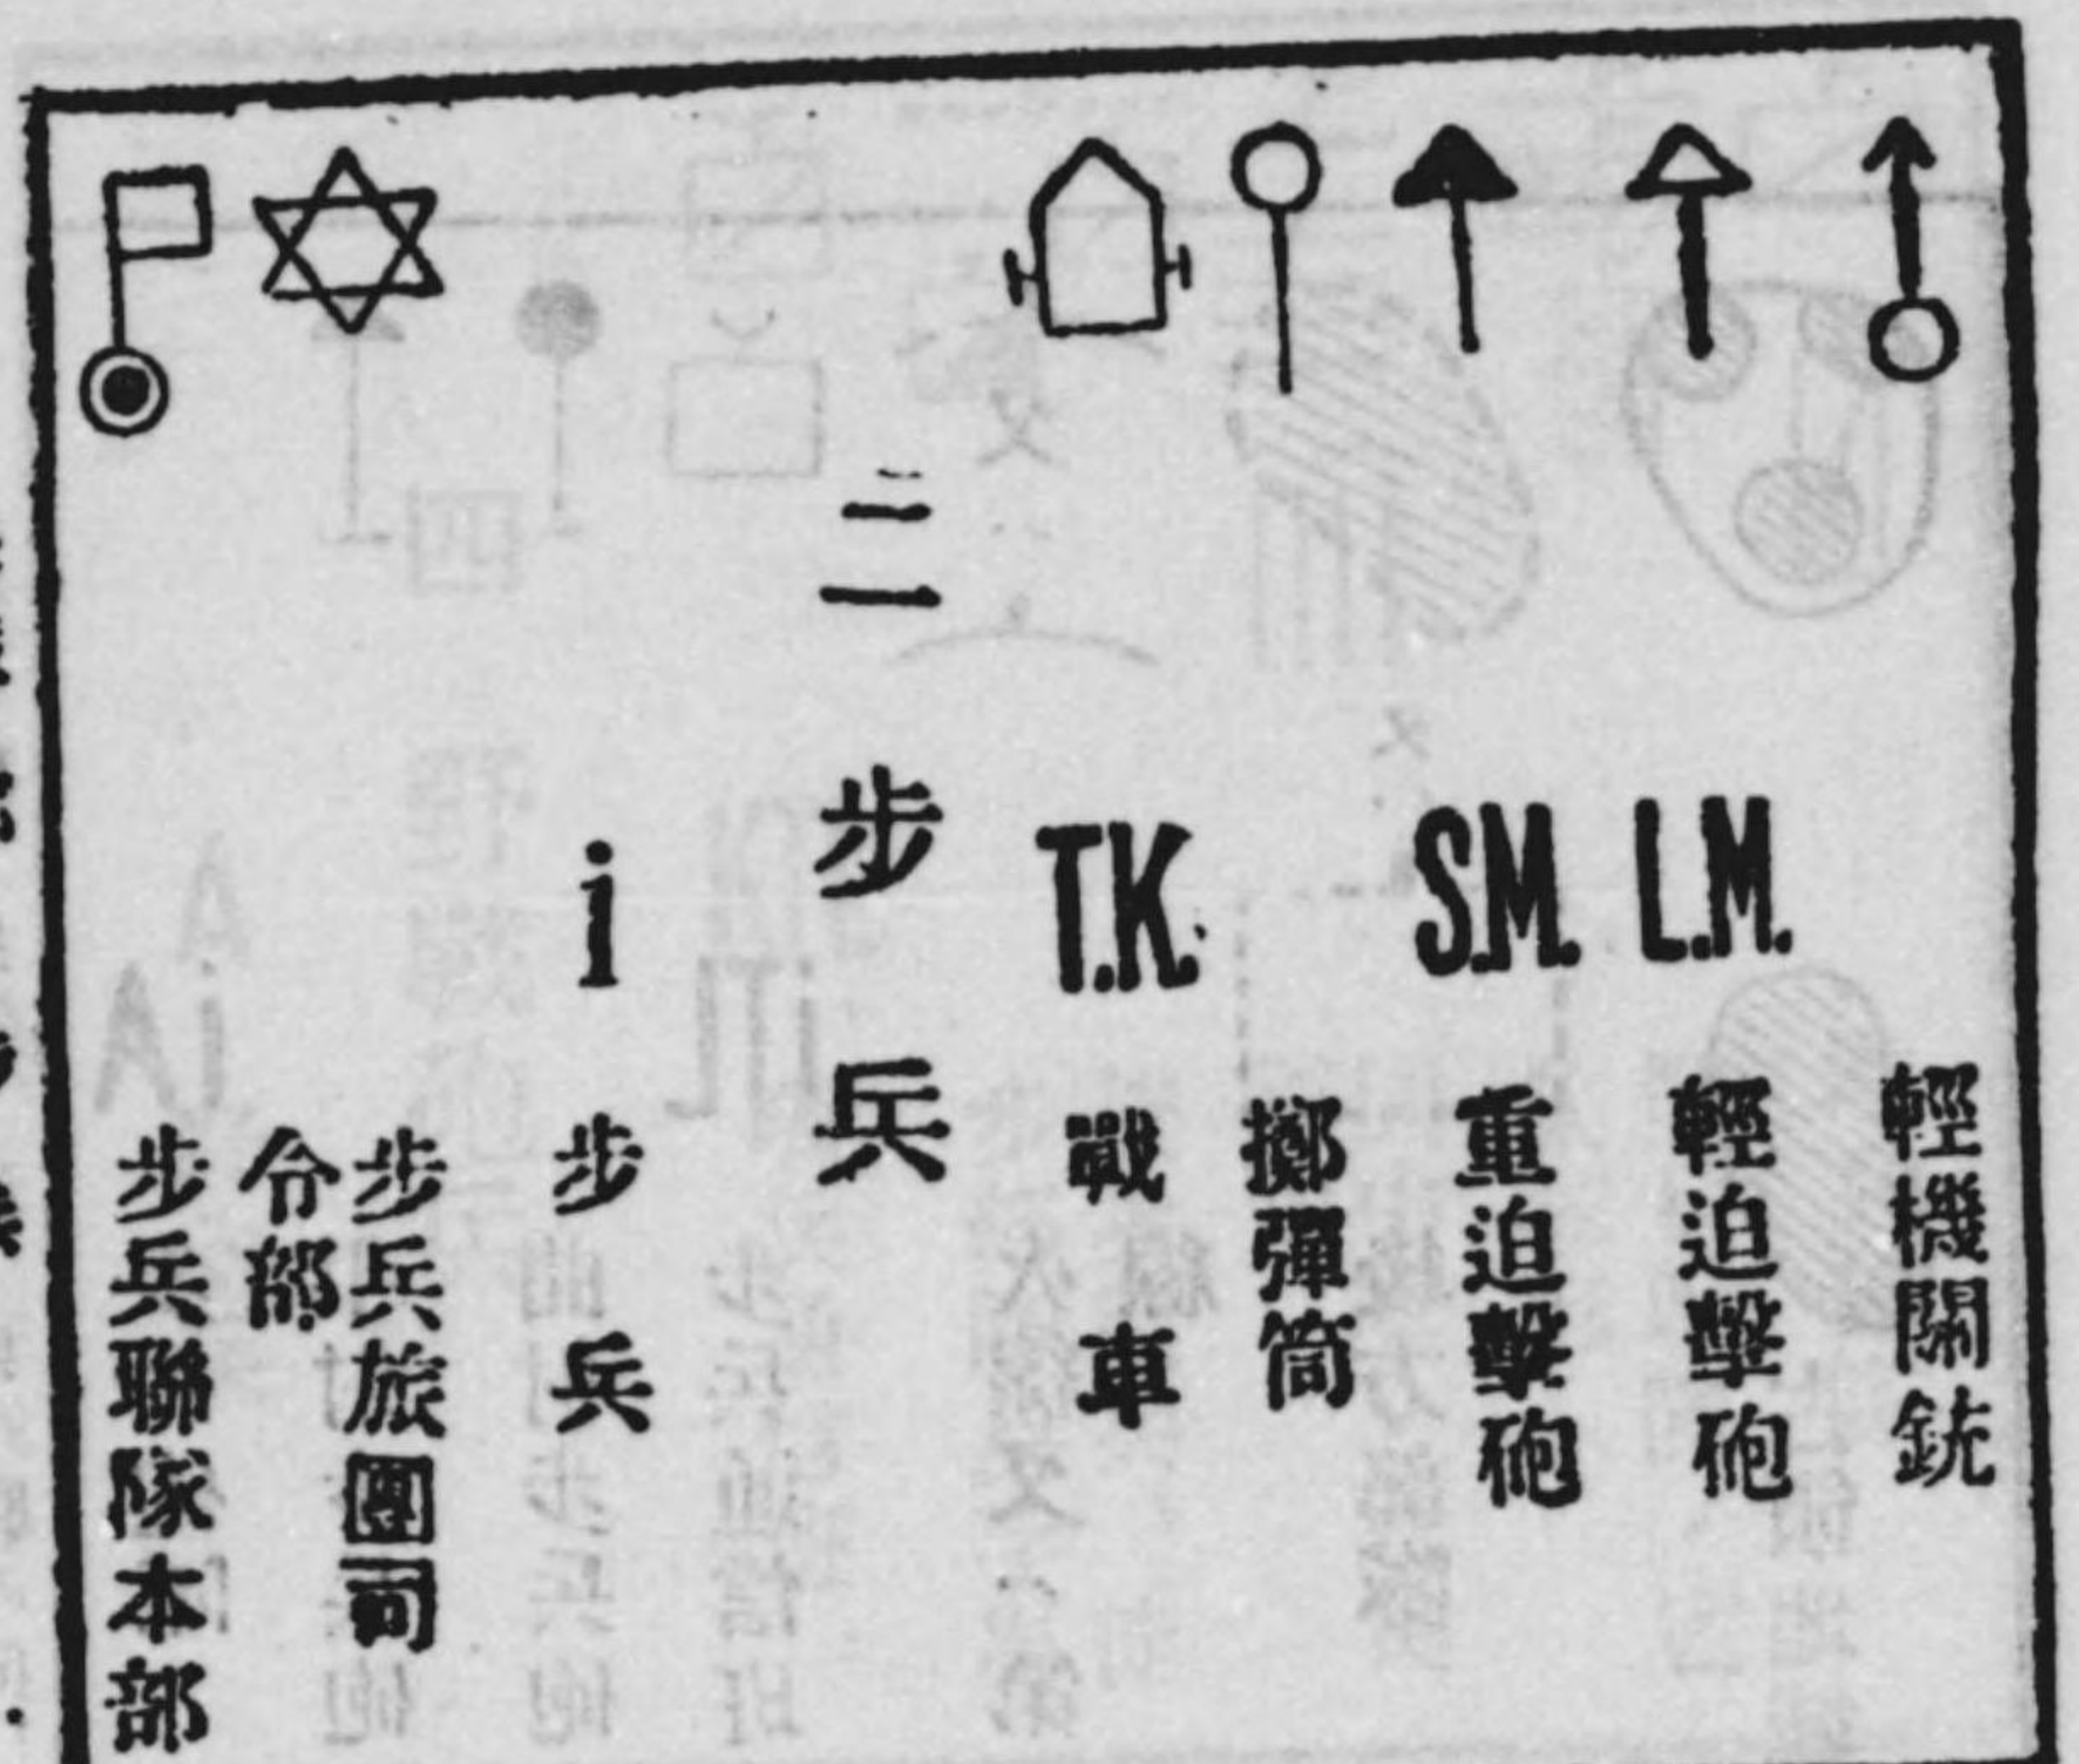 輕機關銃
L.M. 輕迫擊砲
S.M. 重迫擊砲
擲彈筒
T.K. 戰車
三 步兵
i 步兵
步兵旅團司
令部
步兵聯隊本部